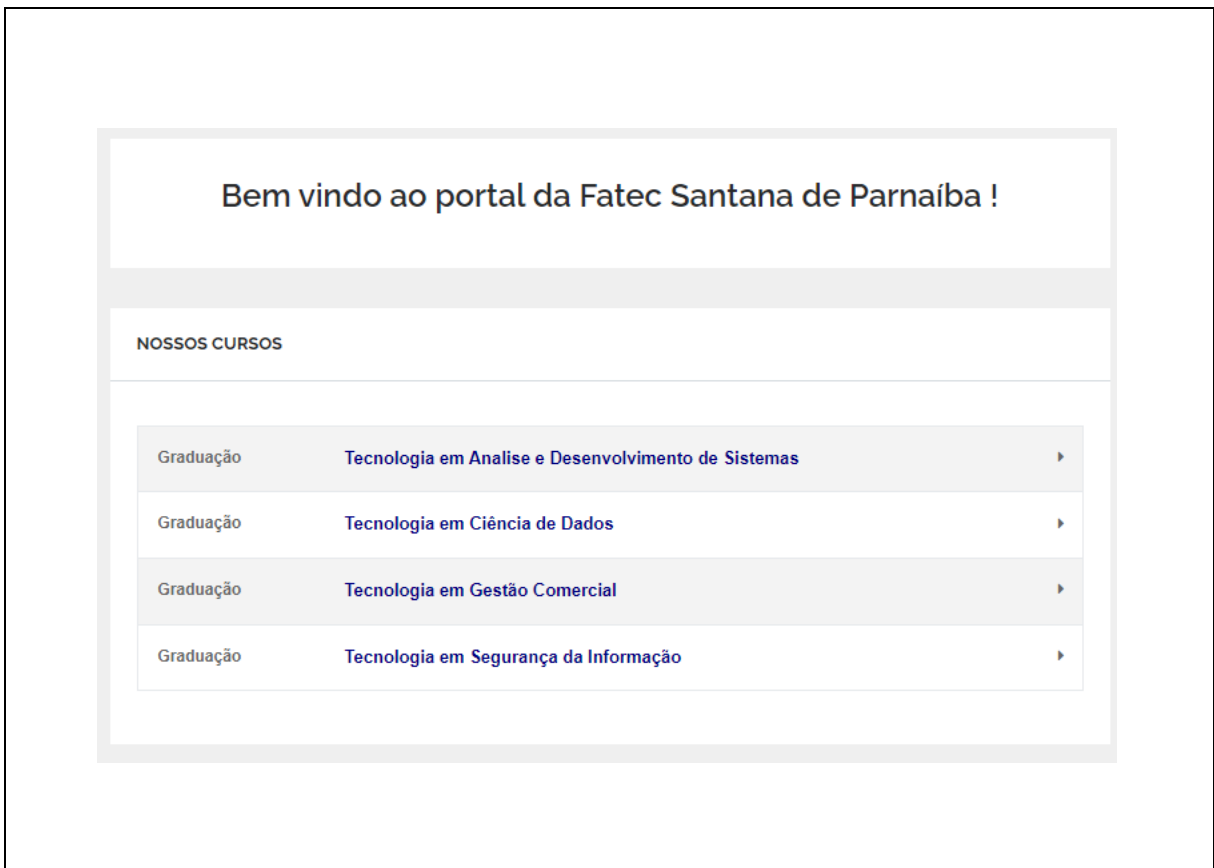 Bem vindo ao portal da Fatec Santana de Parnaíba !
NOSSOS CURSOS
Graduação Tecnologia em Analise e Desenvolvimento de Sistemas
Graduação Tecnologia em Ciência de Dados
Graduação Tecnologia em Gestão Comercial
Graduação Tecnologia em Segurança da Informação